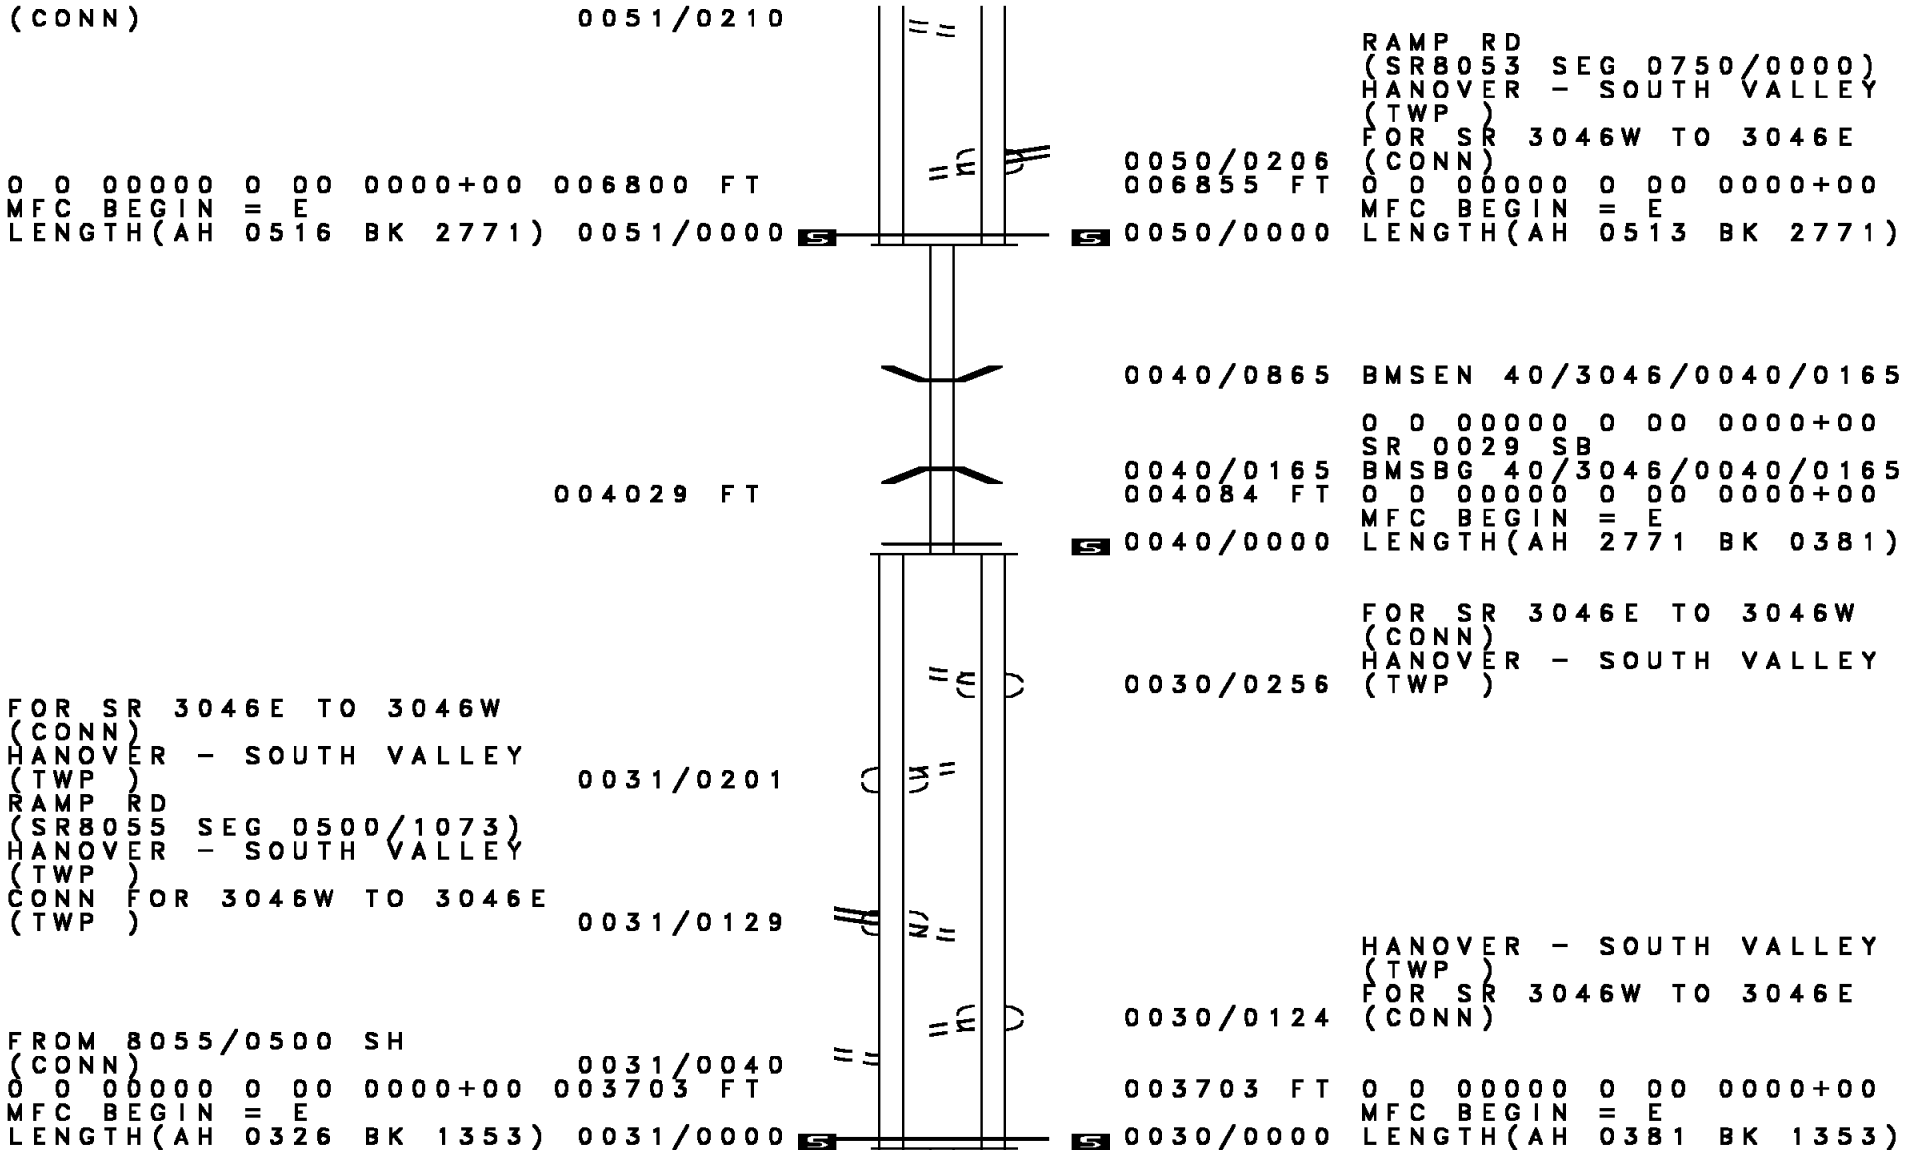 (CONN) 0051/0210
RAMP RD
(SR8053 SEG 0750/0000)
HANOVER - SOUTH VALLEY
(TWP )
FOR SR 3046W TO 3046E
0050/0206 (CONN)
0 0 00000 0 00 0000+00 006800 FT 006855 FT 0 0 00000 0 00 0000+00
MFC BEGIN = E MFC BEGIN = E
LENGTH(AH 0516 BK 2771) 0051/0000 S S 0050/0000 LENGTH(AH 0513 BK 2771)
0040/0865 BMSEN 40/3046/0040/0165
0 0 00000 0 00 0000+00
SR 0029 SB
0040/0165 BMSBG 40/3046/0040/0165
004029 FT 004084 FT 0 0 00000 0 00 0000+00
MFC BEGIN = E
S 0040/0000 LENGTH(AH 2771 BK 0381)
FOR SR 3046E TO 3046W
(CONN)
HANOVER - SOUTH VALLEY
0030/0256 (TWP )
FOR SR 3046E TO 3046W
(CONN)
HANOVER - SOUTH VALLEY
(TWP ) 0031/0201
RAMP RD
(SR8055 SEG 0500/1073)
HANOVER - SOUTH VALLEY
(TWP )
CONN FOR 3046W TO 3046E
(TWP ) 0031/0129
HANOVER - SOUTH VALLEY
(TWP )
FOR SR 3046W TO 3046E
0030/0124 (CONN)
FROM 8055/0500 SH
(CONN) 0031/0040
0 0 00000 0 00 0000+00 003703 FT 003703 FT 0 0 00000 0 00 0000+00
MFC BEGIN = E MFC BEGIN = E
LENGTH(AH 0326 BK 1353) 0031/0000 S S 0030/0000 LENGTH(AH 0381 BK 1353)